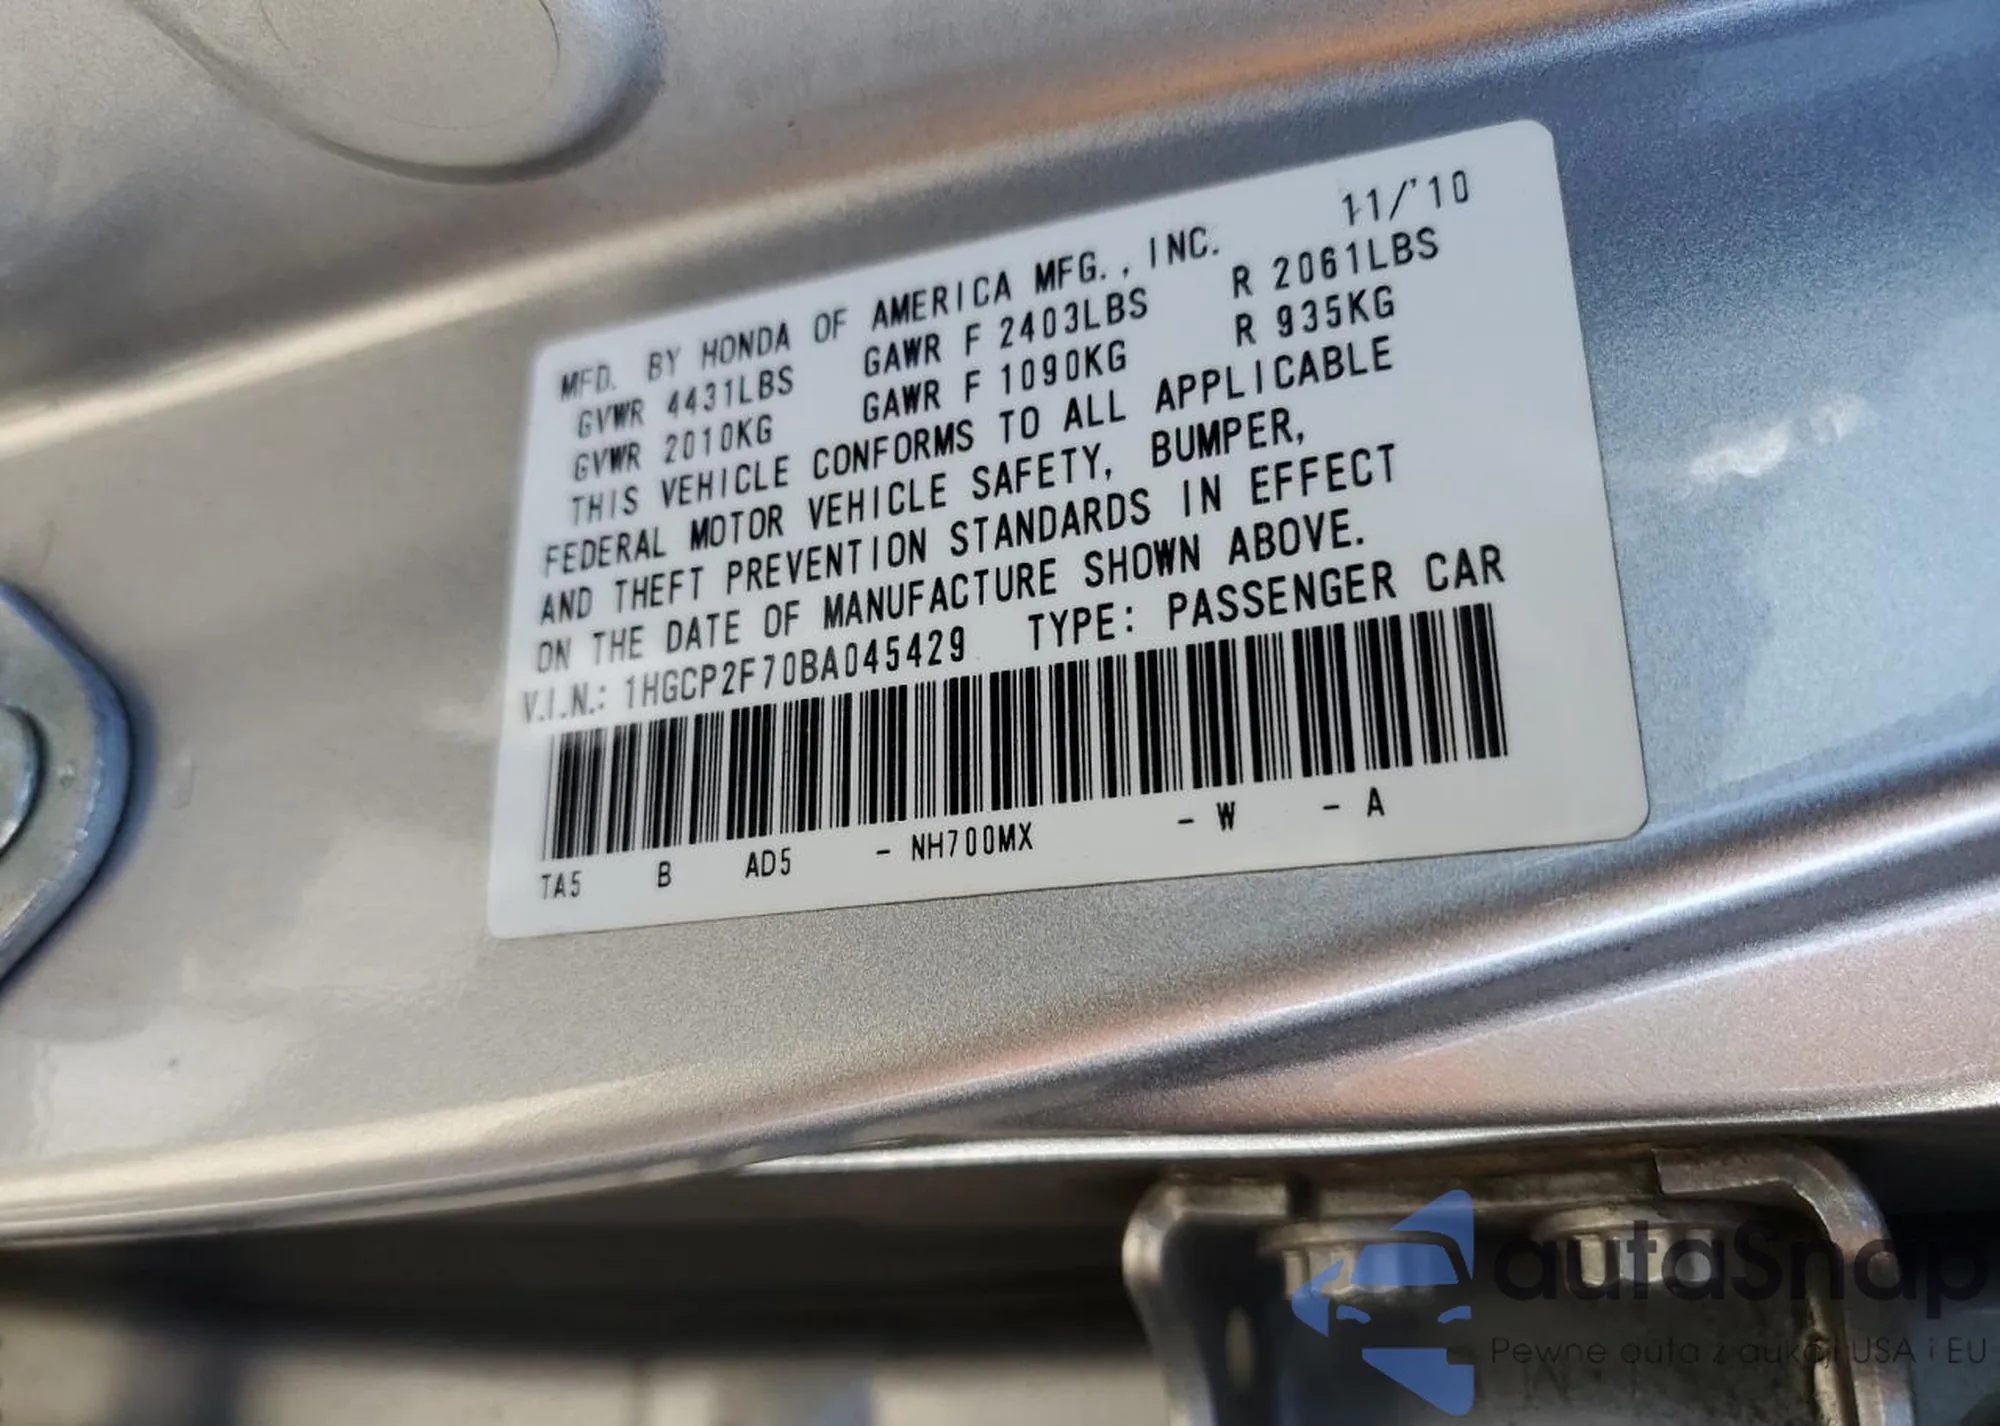 MFD. BY HONDA OF AMERICA MFG., INC. 11/'10
GVWR 4431LBS GAWR F 2403LBS R 2061LBS
GVWR 2010KG GAWR F 1090KG R 935KG
THIS VEHICLE CONFORMS TO ALL APPLICABLE
FEDERAL MOTOR VEHICLE SAFETY, BUMPER,
AND THEFT PREVENTION STANDARDS IN EFFECT
ON THE DATE OF MANUFACTURE SHOWN ABOVE.
V.I.N.: 1HGCP2F70BA045429 TYPE: PASSENGER CAR
TA5 B AD5 - NH700MX - W - A
autaSnap
Pewne auta z aukcji USA i EU